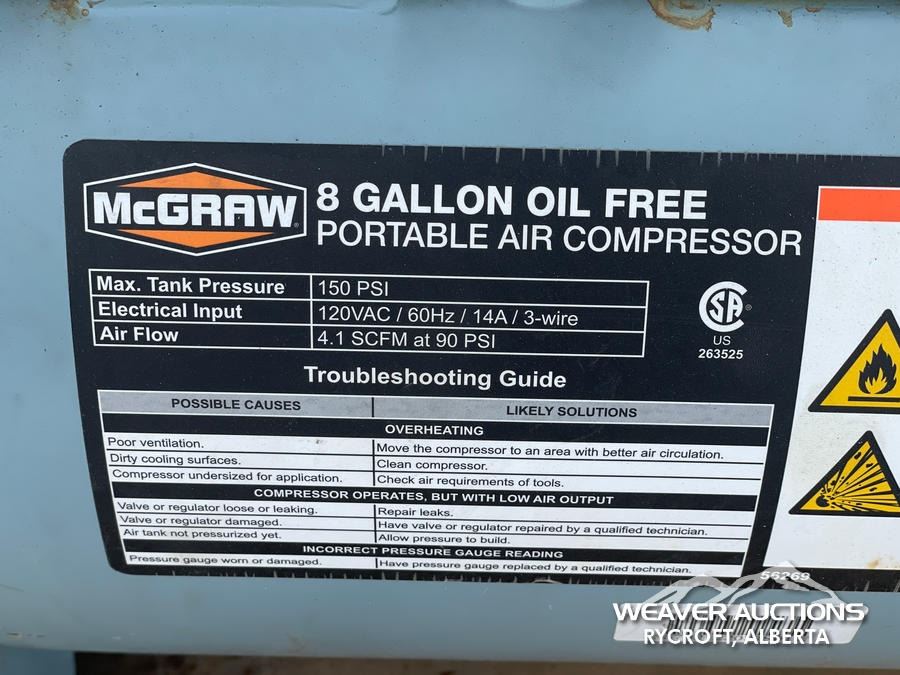 McGRAW
8 GALLON OIL FREE
PORTABLE AIR COMPRESSOR
Max. Tank Pressure 150 PSI
Electrical Input 120VAC / 60Hz / 14A / 3-wire
Air Flow 4.1 SCFM at 90 PSI
SA
US
263525
Troubleshooting Guide
POSSIBLE CAUSES LIKELY SOLUTIONS
OVERHEATING
Poor ventilation. Move the compressor to an area with better air circulation.
Dirty cooling surfaces. Clean compressor.
Compressor undersized for application. Check air requirements of tools.
COMPRESSOR OPERATES, BUT WITH LOW AIR OUTPUT
Valve or regulator loose or leaking. Repair leaks.
Valve or regulator damaged. Have valve or regulator repaired by a qualified technician.
Air tank not pressurized yet. Allow pressure to build.
INCORRECT PRESSURE GAUGE READING
Pressure gauge worn or damaged. Have pressure gauge replaced by a qualified technician.
56269
WEAVER AUCTIONS
RYCROFT, ALBERTA